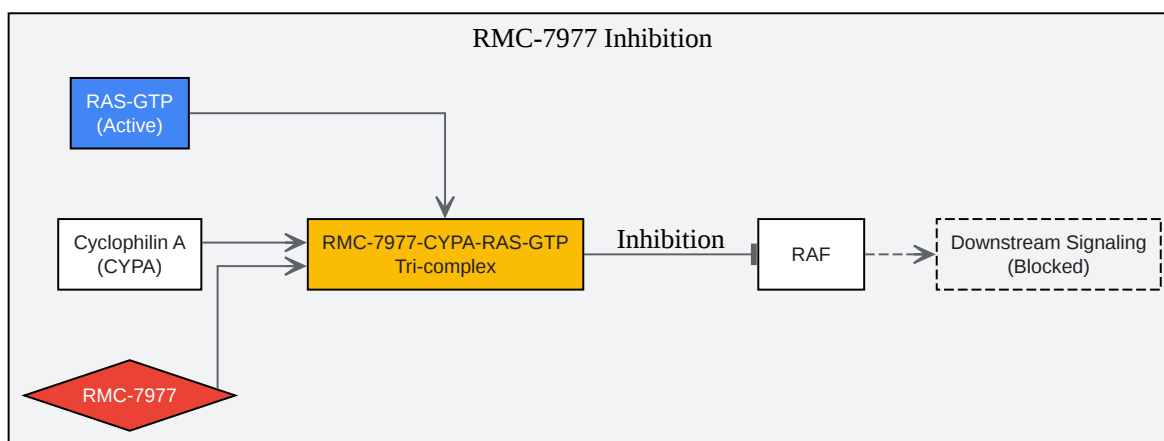 RMC-7977 Inhibition
RAS-GTP
(Active)
Cyclophilin A
(CYPA)
RMC-7977-CYPA-RAS-GTP
Tri-complex
Inhibition
RAF
Downstream Signaling
(Blocked)
RMC-7977